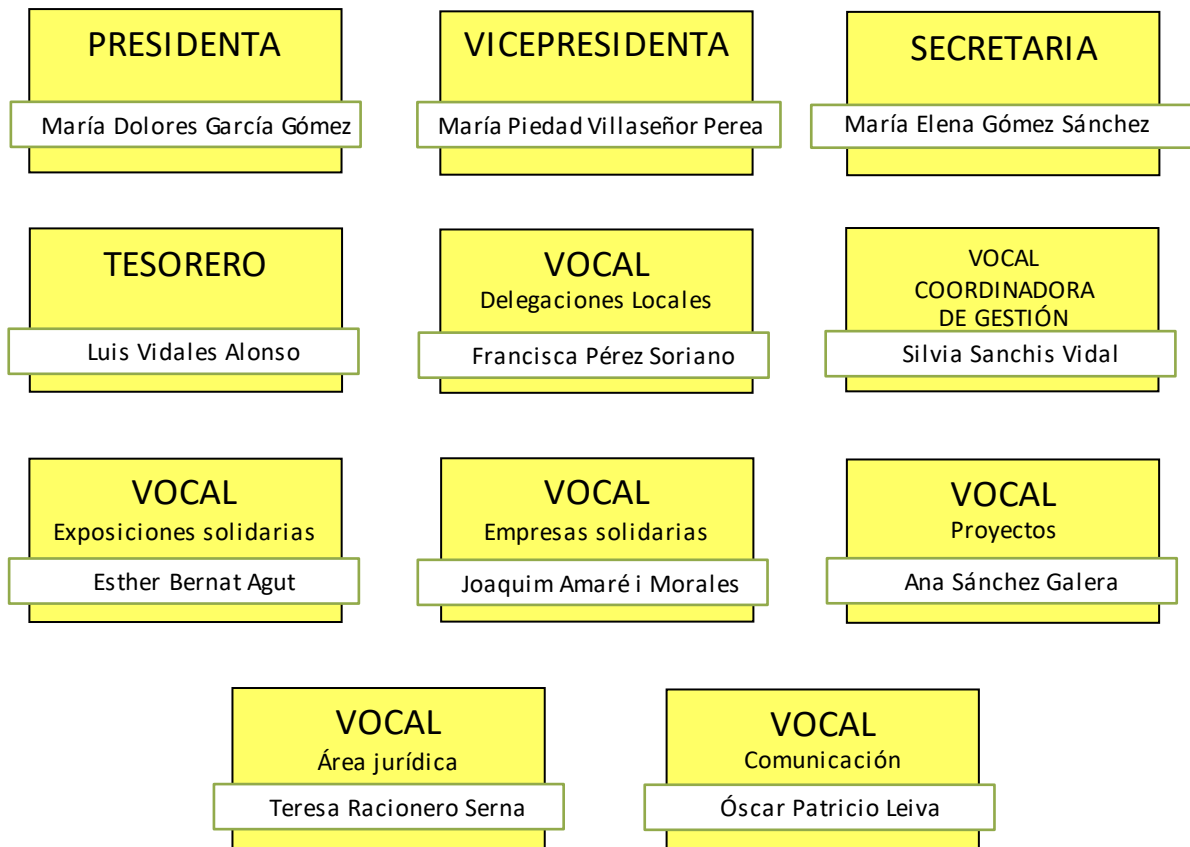 PRESIDENTA
María Dolores García Gómez
VICEPRESIDENTA
María Piedad Villaseñor Perea
SECRETARIA
María Elena Gómez Sánchez
TESORERO
Luis Vidales Alonso
VOCAL
Delegaciones Locales
Francisca Pérez Soriano
VOCAL
COORDINADORA
DE GESTIÓN
Silvia Sanchis Vidal
VOCAL
Exposiciones solidarias
Esther Bernat Agut
VOCAL
Empresas solidarias
Joaquim Amaré i Morales
VOCAL
Proyectos
Ana Sánchez Galera
VOCAL
Área jurídica
Teresa Racionero Serna
VOCAL
Comunicación
Óscar Patricio Leiva